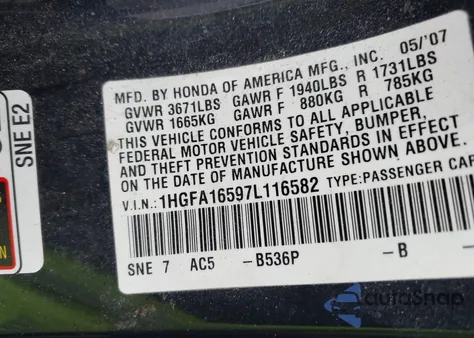 MFD. BY HONDA OF AMERICA MFG., INC. 05/'07
GVWR 3671LBS GAWR F 1940LBS R 1731LBS
GVWR 1665KG GAWR F 880KG R 785KG
THIS VEHICLE CONFORMS TO ALL APPLICABLE
FEDERAL MOTOR VEHICLE SAFETY, BUMPER,
AND THEFT PREVENTION STANDARDS IN EFFECT
ON THE DATE OF MANUFACTURE SHOWN ABOVE.
V.I.N.: 1HGFA16597L116582 TYPE:PASSENGER CAR
SNE 7 AC5 -B536P -B -
SNE E2
autoSnap